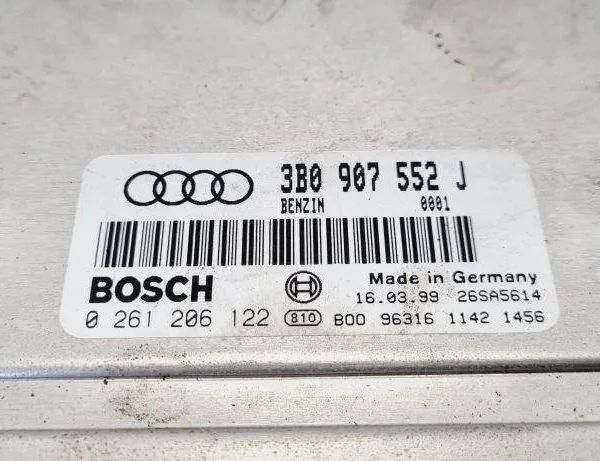 3B0 907 552 J
BENZIN 0001
BOSCH
Made in Germany
16.03.99 26SA5614
0 261 206 122 810 B00 96316 1142 1456